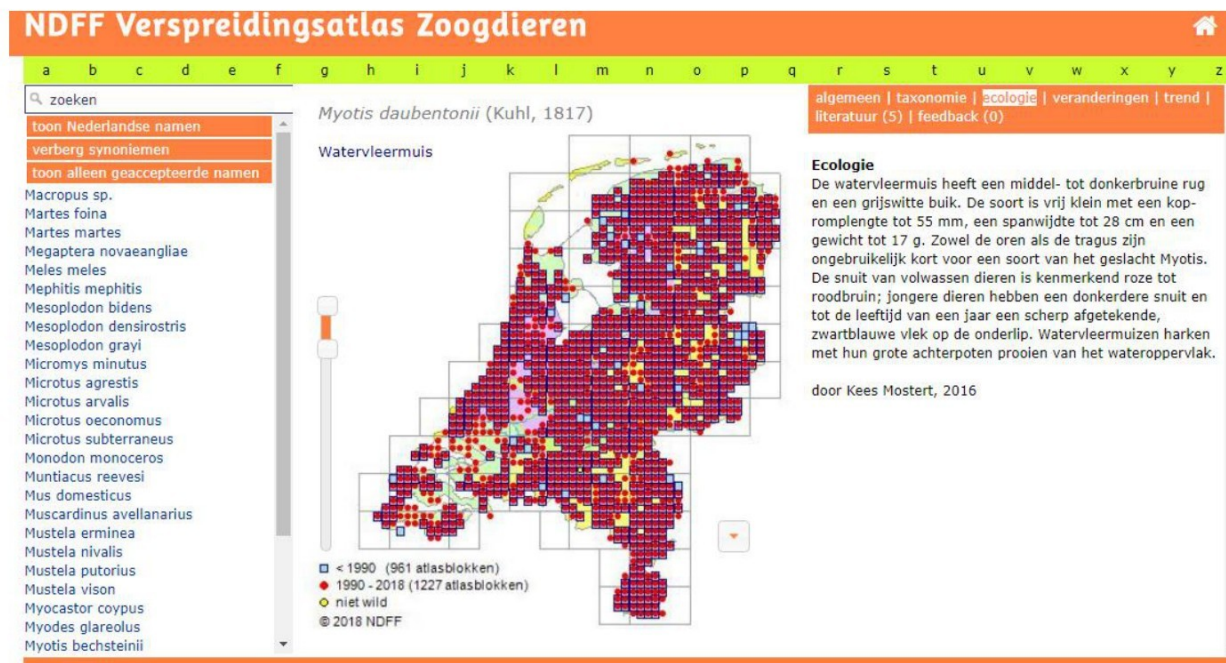 NDFF Verspreidingsatlas Zoogdieren
a b c d e f g h i j k l m n o p q r s t u v w x y z
zoeken
toon Nederlandse namen
verberg synoniemen
toon alleen geaccepteerde namen
Macropus sp.
Martes foina
Martes martes
Megaptera novaeangliae
Meles meles
Mephitis mephitis
Mesoplodon bidens
Mesoplodon densirostris
Mesoplodon grayi
Micromys minutus
Microtus agrestis
Microtus arvalis
Microtus oeconomus
Microtus subterraneus
Monodon monoceros
Muntiacus reevesi
Mus domesticus
Muscardinus avellanarius
Mustela erminea
Mustela nivalis
Mustela putorius
Mustela vison
Myocastor coypus
Myodes glareolus
Myotis bechsteinii
Myotis daubentonii (Kuhl, 1817)
Watervleermuis
< 1990 (961 atlasblokken)
1990 - 2018 (1227 atlasblokken)
niet wild
© 2018 NDFF
algemeen | taxonomie | ecologie | veranderingen | trend |
literatuur (5) | feedback (0)
Ecologie
De watervleermuis heeft een middel- tot donkerbruine rug
en een grijswitte buik. De soort is vrij klein met een kop-
romplengte tot 55 mm, een spanwijdte tot 28 cm en een
gewicht tot 17 g. Zowel de oren als de tragus zijn
ongebruikelijk kort voor een soort van het geslacht Myotis.
De snuit van volwassen dieren is kenmerkend roze tot
roodbruin; jongere dieren hebben een donkerdere snuit en
tot de leeftijd van een jaar een scherp afgetekende,
zwartblauwe vlek op de onderlip. Watervleermuizen harken
met hun grote achterpoten prooien van het wateroppervlak.
door Kees Mostert, 2016